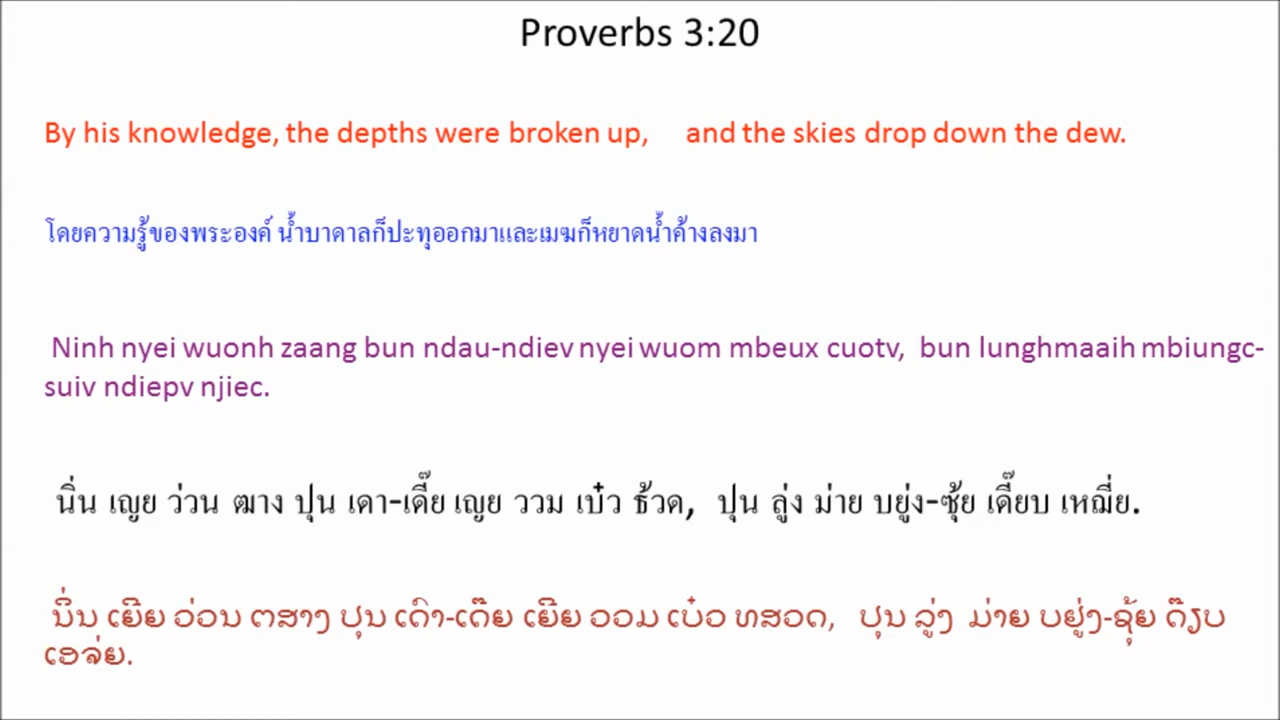 Proverbs 3:20
By his knowledge, the depths were broken up, and the skies drop down the dew.
โดยความรู้ของพระองค์ น้ำบาดาลก็ปะทุออกมาและเมฆก็หยาดน้ำค้างลงมา
Ninh nyei wuonh zaang bun ndau-ndiev nyei wuom mbeux cuotv, bun lunghmaaih mbiungc-
suiv ndiepv njiec.
นิ่น เญย ว่วน ฒาง ปุน เดา-เดี๊ย เญย ววม เบ๋ว ธ้วด, ปุน ลู่ง ม่าย บยู่ง-ซุ้ย เดี๊ยบ เหฌี่ย.
ນິ່ນ ເຍີຍ ວ່ວນ ຕສາງ ປຸນ ເດົາ-ເດ໊ຍ ເຍີຍ ວວມ ເບ໋ວ ທສວດ, ປຸນ ລູ່ງ ມ່າຍ ບຢູ່ງ-ຊຸ້ຍ ດ໊ຽບ
ເອຈ່ຍ.